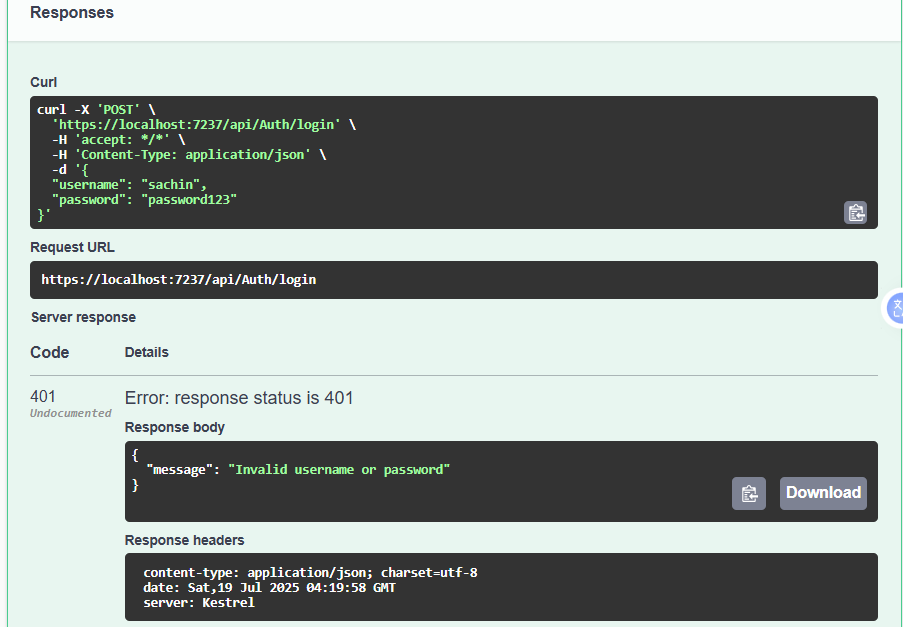 Responses
Curl
curl -X 'POST' \
'https://localhost:7237/api/Auth/login' \
-H 'accept: */*' \
-H 'Content-Type: application/json' \
-d '{
"username": "sachin",
"password": "password123"
}'
Request URL
https://localhost:7237/api/Auth/login
Server response
Code Details
401 Error: response status is 401
Undocumented
Response body
{
"message": "Invalid username or password"
}
Download
Response headers
content-type: application/json; charset=utf-8
date: Sat,19 Jul 2025 04:19:58 GMT
server: Kestrel